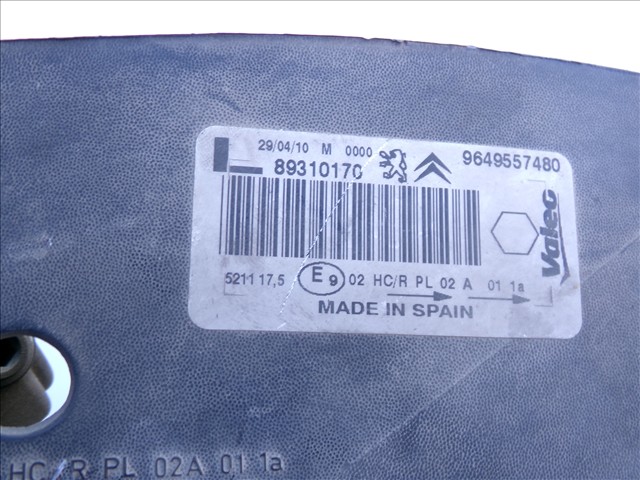 29/04/10 M 0000
L 89310170 9649557480
Valeo
5211 17,5 E9 02 HC/R PL 02 A 01 1a
MADE IN SPAIN
HC/R PL 02A 01 1a